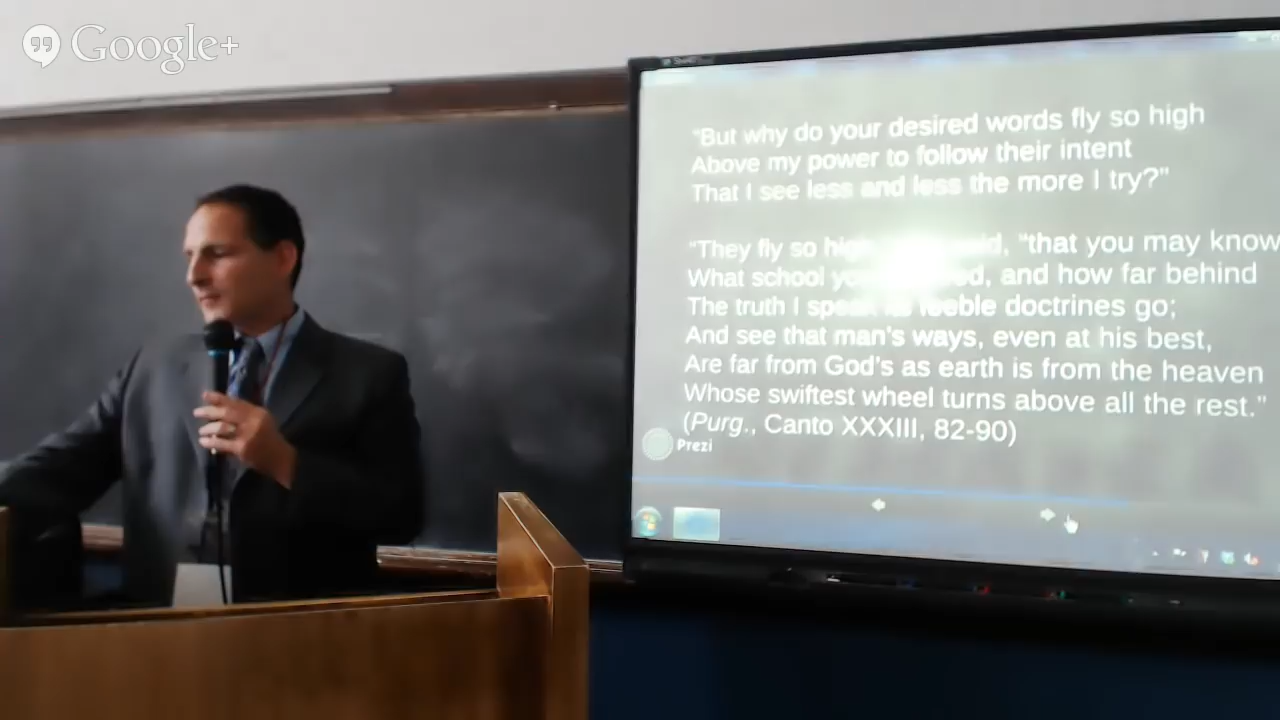 Google+
"But why do your desired words fly so high
Above my power to follow their intent
That I see less and less the more I try?"
"They fly so "that you may know
What school and how far behind
The truth I feeble doctrines go;
And see that man's ways, even at his best,
Are far from God's as earth is from the heaven
Whose swiftest wheel turns above all the rest."
(Purg., Canto XXXIII, 82-90)
Prezi